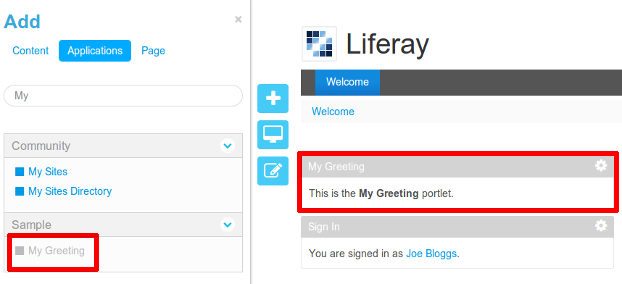 Add
×
Content Applications Page
My
Community
My Sites
My Sites Directory
Sample
My Greeting
Liferay
Welcome
Welcome
My Greeting
This is the My Greeting portlet.
Sign In
You are signed in as Joe Bloggs.